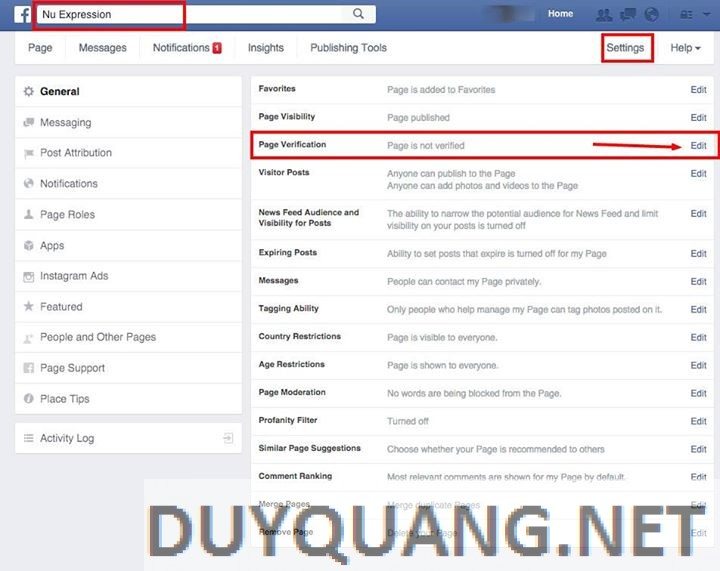 f Nu Expression Home
Page Messages Notifications 1 Insights Publishing Tools Settings Help
General
Messaging
Post Attribution
Notifications
Page Roles
Apps
Instagram Ads
Featured
People and Other Pages
Page Support
Place Tips
Activity Log
Favorites Page is added to Favorites Edit
Page Visibility Page published Edit
Page Verification Page is not verified Edit
Visitor Posts Anyone can publish to the Page Edit
Anyone can add photos and videos to the Page
News Feed Audience and The ability to narrow the potential audience for News Feed and limit Edit
Visibility for Posts visibility on your posts is turned off
Expiring Posts Ability to set posts that expire is turned off for my Page Edit
Messages People can contact my Page privately. Edit
Tagging Ability Only people who help manage my Page can tag photos posted on it. Edit
Country Restrictions Page is visible to everyone. Edit
Age Restrictions Page is shown to everyone. Edit
Page Moderation No words are being blocked from the Page. Edit
Profanity Filter Turned off Edit
Similar Page Suggestions Choose whether your Page is recommended to others Edit
Comment Ranking Most relevant comments are shown for my Page by default. Edit
Merge Pages Merge duplicate Pages Edit
Remove Page Delete your Page Edit
DUYQUANG.NET